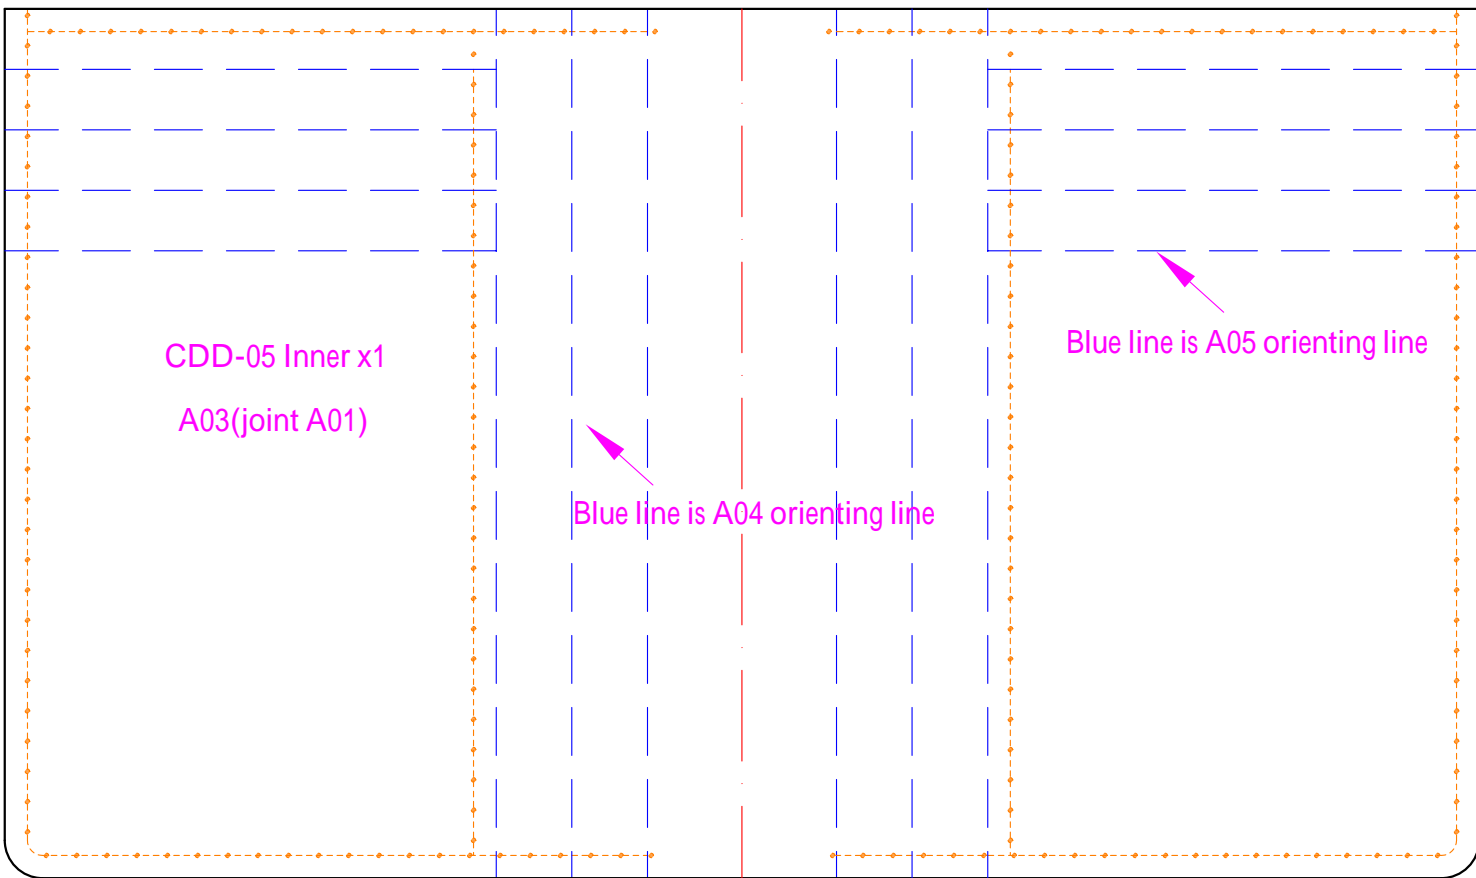 CDD-05 Inner x1
A03(joint A01)
Blue line is A04 orienting line
Blue line is A05 orienting line